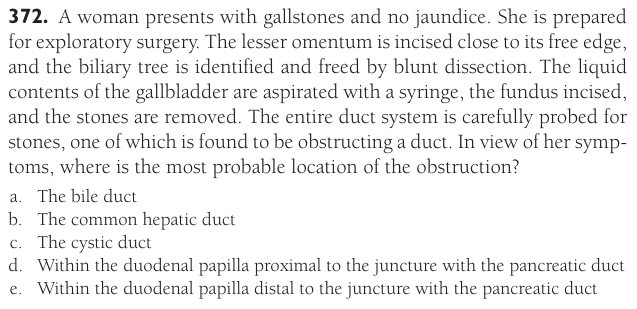 372. A woman presents with gallstones and no jaundice. She is prepared
for exploratory surgery. The lesser omentum is incised close to its free edge,
and the biliary tree is identified and freed by blunt dissection. The liquid
contents of the gallbladder are aspirated with a syringe, the fundus incised,
and the stones are removed. The entire duct system is carefully probed for
stones, one of which is found to be obstructing a duct. In view of her symp-
toms, where is the most probable location of the obstruction?
a. The bile duct
b. The common hepatic duct
c. The cystic duct
d. Within the duodenal papilla proximal to the juncture with the pancreatic duct
e. Within the duodenal papilla distal to the juncture with the pancreatic duct